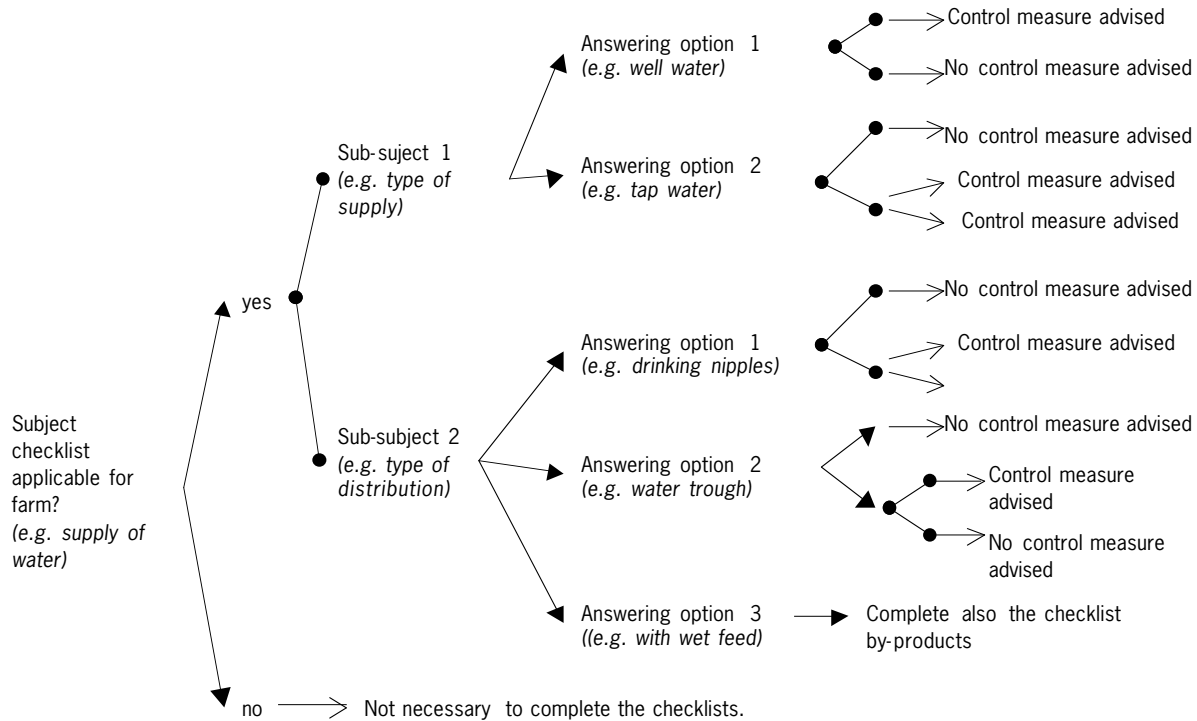 Subject
checklist
applicable for
farm?
(e.g. supply of
water)
yes
Sub-suject 1
(e.g. type of
supply)
Answering option 1
(e.g. well water)
Control measure advised
No control measure advised
Answering option 2
(e.g. tap water)
No control measure advised
Control measure advised
Control measure advised
Sub-subject 2
(e.g. type of
distribution)
Answering option 1
(e.g. drinking nipples)
No control measure advised
Control measure advised
Answering option 2
(e.g. water trough)
No control measure advised
Control measure
advised
No control measure
advised
Answering option 3
((e.g. with wet feed)
Complete also the checklist
by-products
no
Not necessary to complete the checklists.